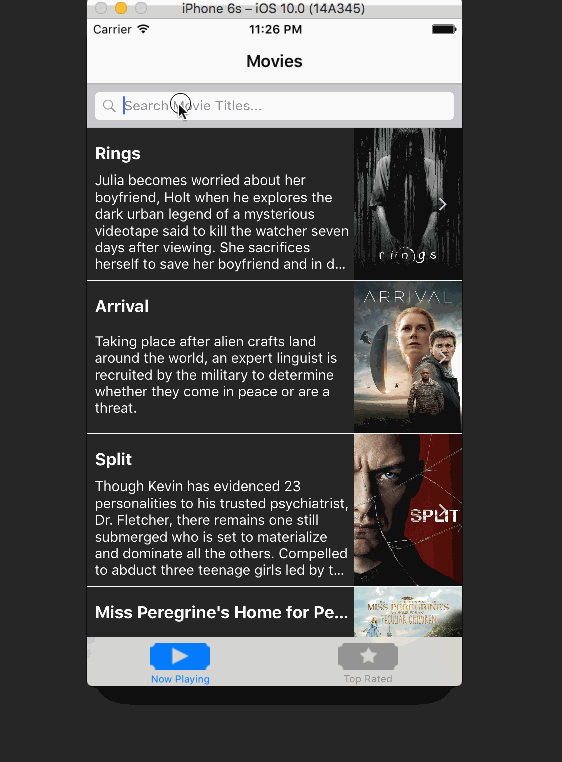 iPhone 6s – iOS 10.0 (14A345)
Carrier
11:26 PM
Movies
Search Movie Titles...
Rings
Julia becomes worried about her
boyfriend, Holt when he explores the
dark urban legend of a mysterious
videotape said to kill the watcher seven
days after viewing. She sacrifices
herself to save her boyfriend and in d...
rings
Arrival
Taking place after alien crafts land
around the world, an expert linguist is
recruited by the military to determine
whether they come in peace or are a
threat.
ARRIVAL
Split
Though Kevin has evidenced 23
personalities to his trusted psychiatrist,
Dr. Fletcher, there remains one still
submerged who is set to materialize
and dominate all the others. Compelled
to abduct three teenage girls led by t...
SPLIT
Miss Peregrine's Home for Pe...
MISS PEREGRINE'S
PECULIAR CHILDREN
Now Playing
Top Rated